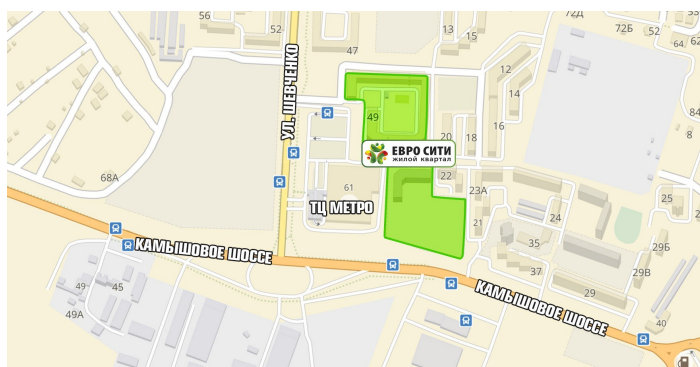 56
52
47
13
15
72Д
72Б
52
64
62
12
14
16
84
8
49
20
18
ЕВРО СИТИ
ЖИЛОЙ КВАРТАЛ
УЛ. ШЕВЧЕНКО
68А
61
ТЦ МЕТРО
22
23А
21
24
25
35
37
29Б
29В
29
КАМЫШОВОЕ ШОССЕ
49
45
49А
КАМЫШОВОЕ ШОССЕ
40